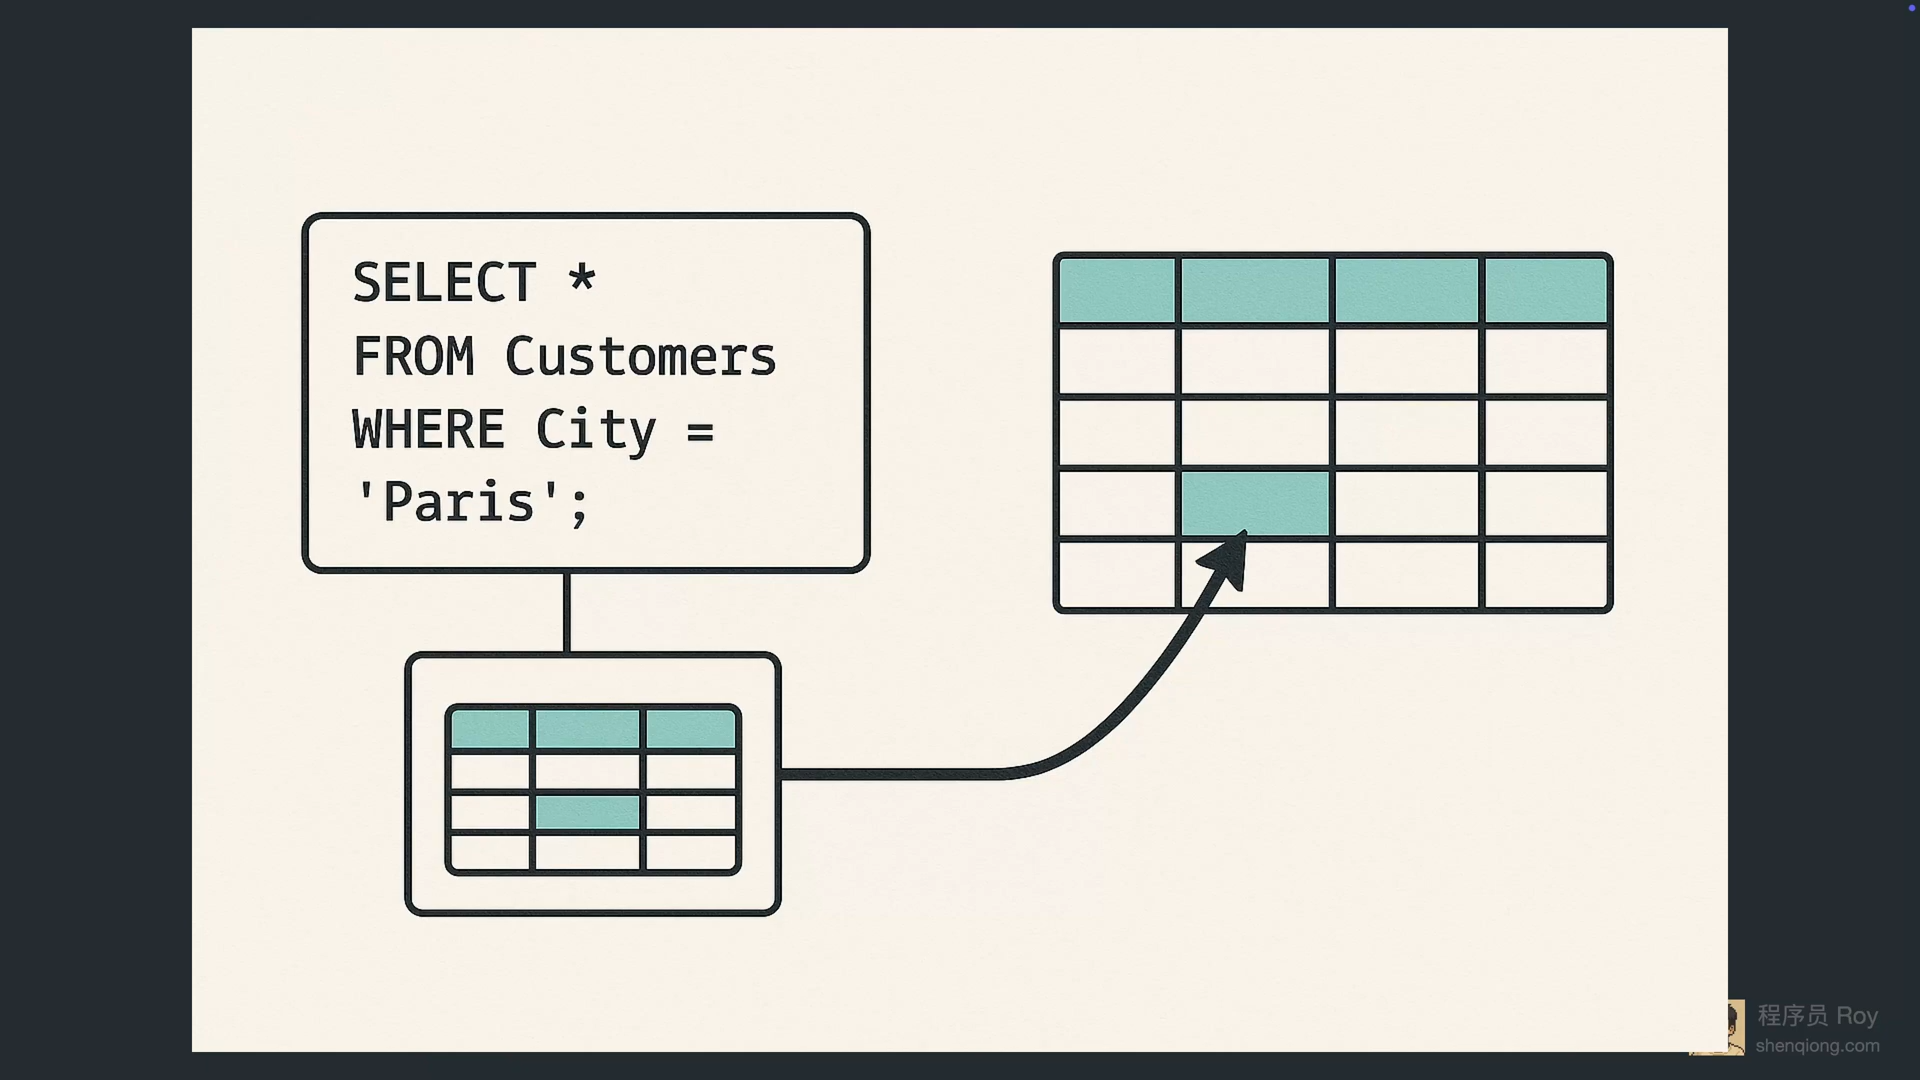 SELECT *
FROM Customers
WHERE City =
'Paris';
程序员 Roy
shenqiong.com